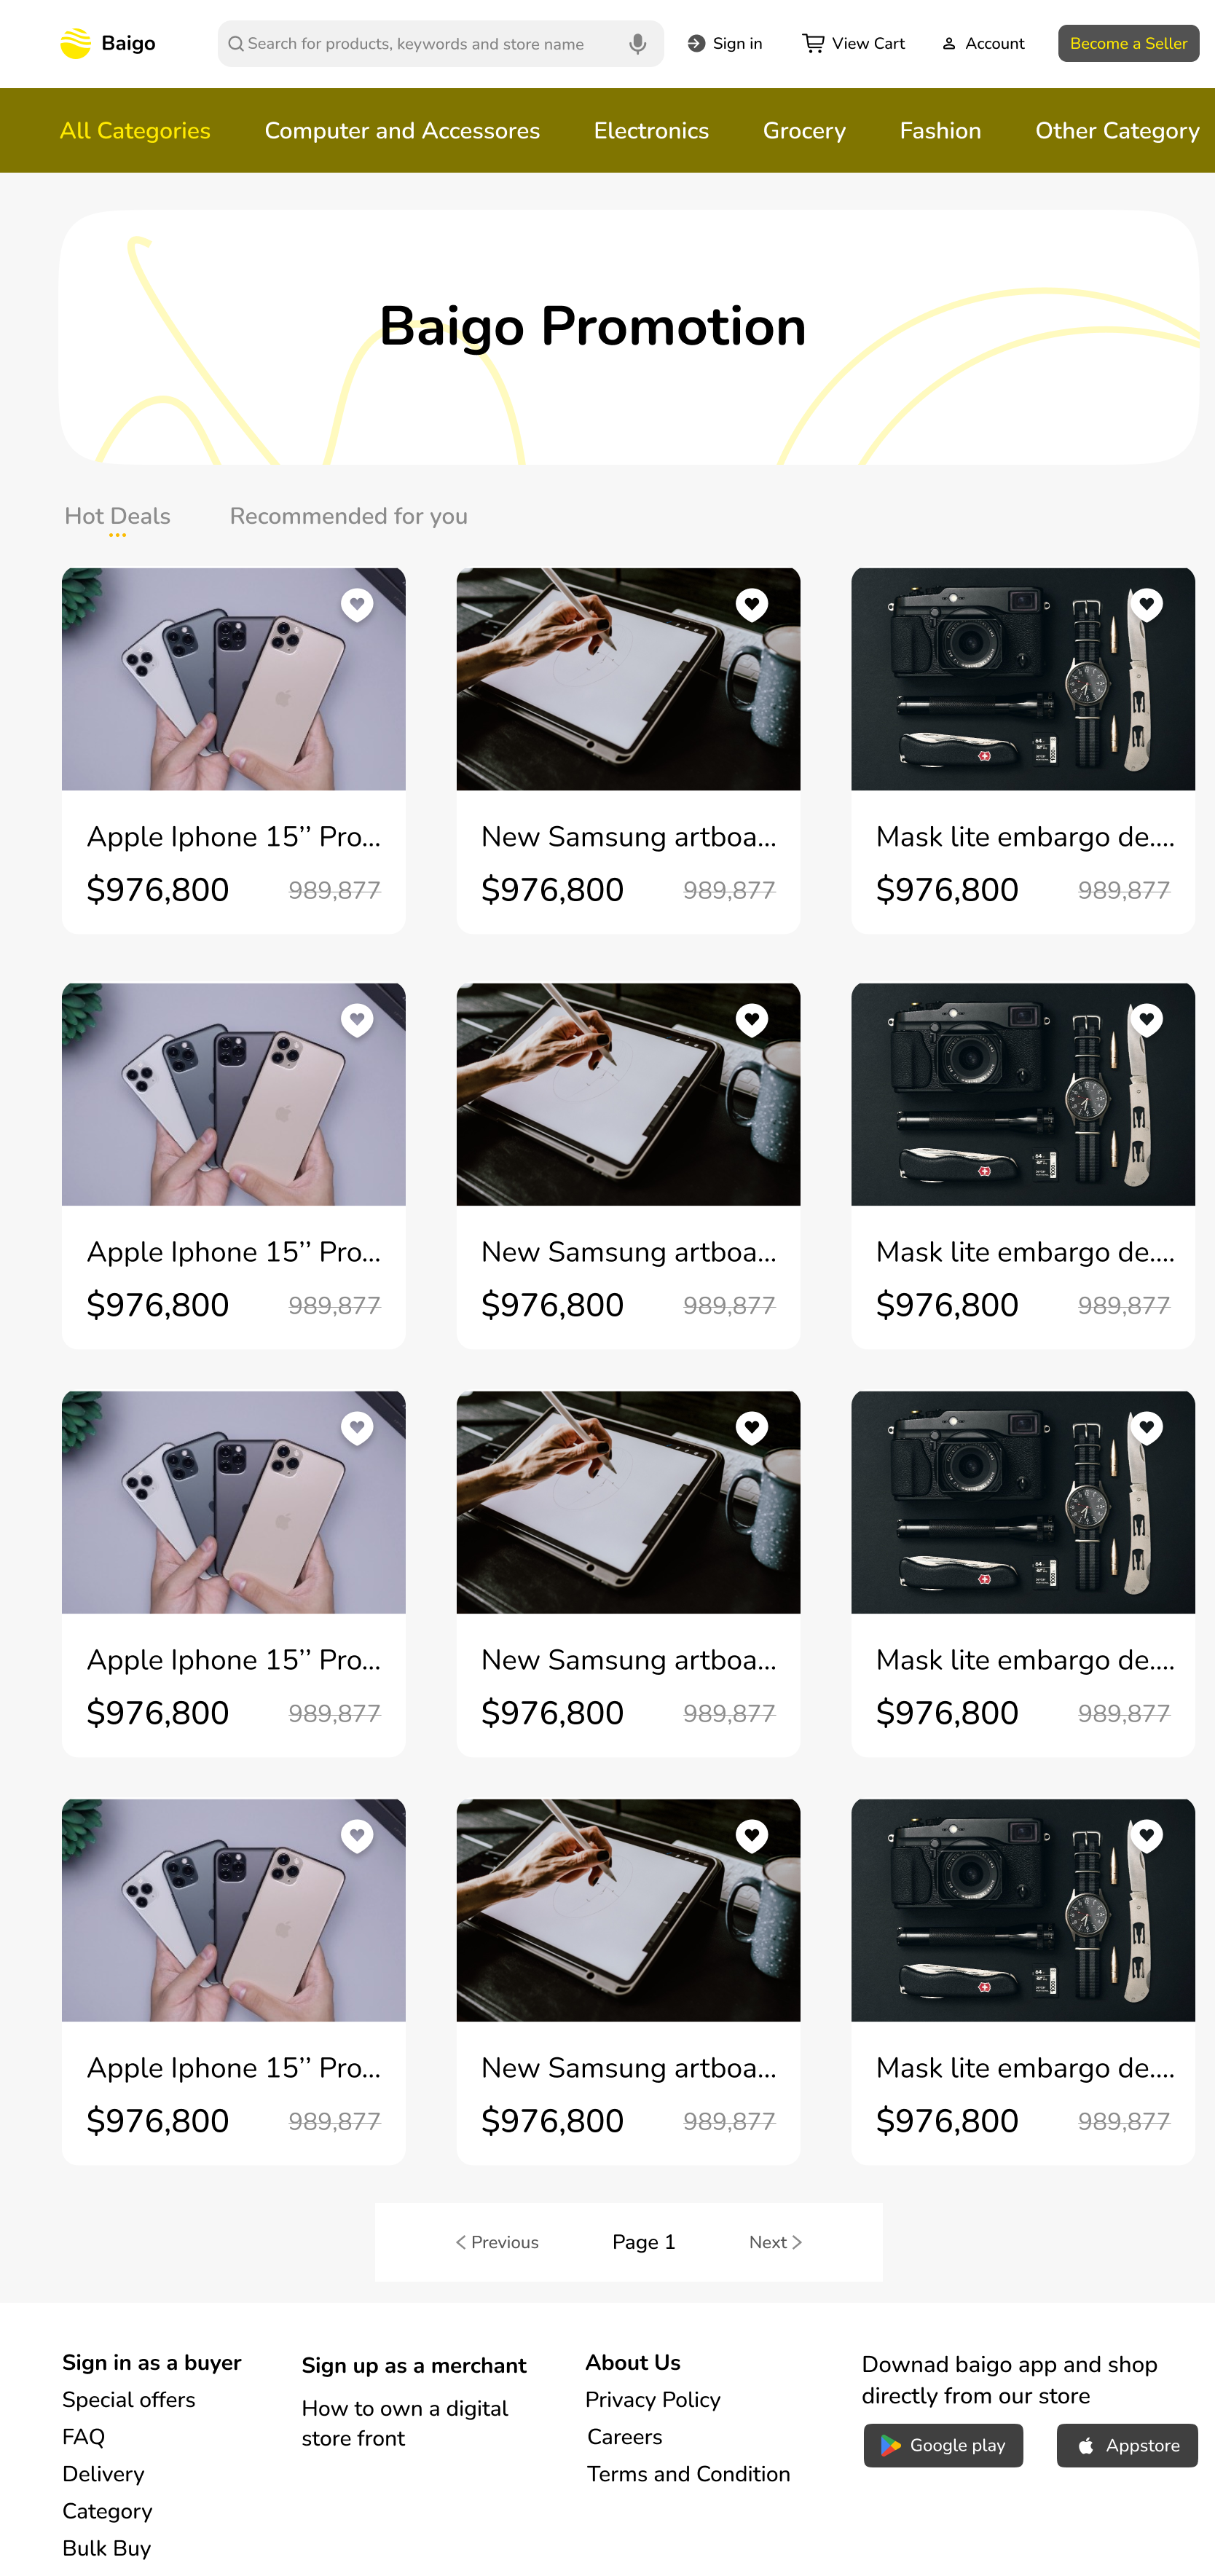 Baigo
Search for products, keywords and store name
Sign in
View Cart
Account
Become a Seller
All Categories
Computer and Accessores
Electronics
Grocery
Fashion
Other Category
Baigo Promotion
Hot Deals
Recommended for you
Apple Iphone 15’’ Pro...
New Samsung artboa...
Mask lite embargo de....
$976,800 989,877
$976,800 989,877
$976,800 989,877
Apple Iphone 15’’ Pro...
New Samsung artboa...
Mask lite embargo de....
$976,800 989,877
$976,800 989,877
$976,800 989,877
Apple Iphone 15’’ Pro...
New Samsung artboa...
Mask lite embargo de....
$976,800 989,877
$976,800 989,877
$976,800 989,877
Apple Iphone 15’’ Pro...
New Samsung artboa...
Mask lite embargo de....
$976,800 989,877
$976,800 989,877
$976,800 989,877
Previous
Page 1
Next
Sign in as a buyer
Special offers
FAQ
Delivery
Category
Bulk Buy
Sign up as a merchant
How to own a digital
store front
About Us
Privacy Policy
Careers
Terms and Condition
Downad baigo app and shop
directly from our store
Google play
Appstore